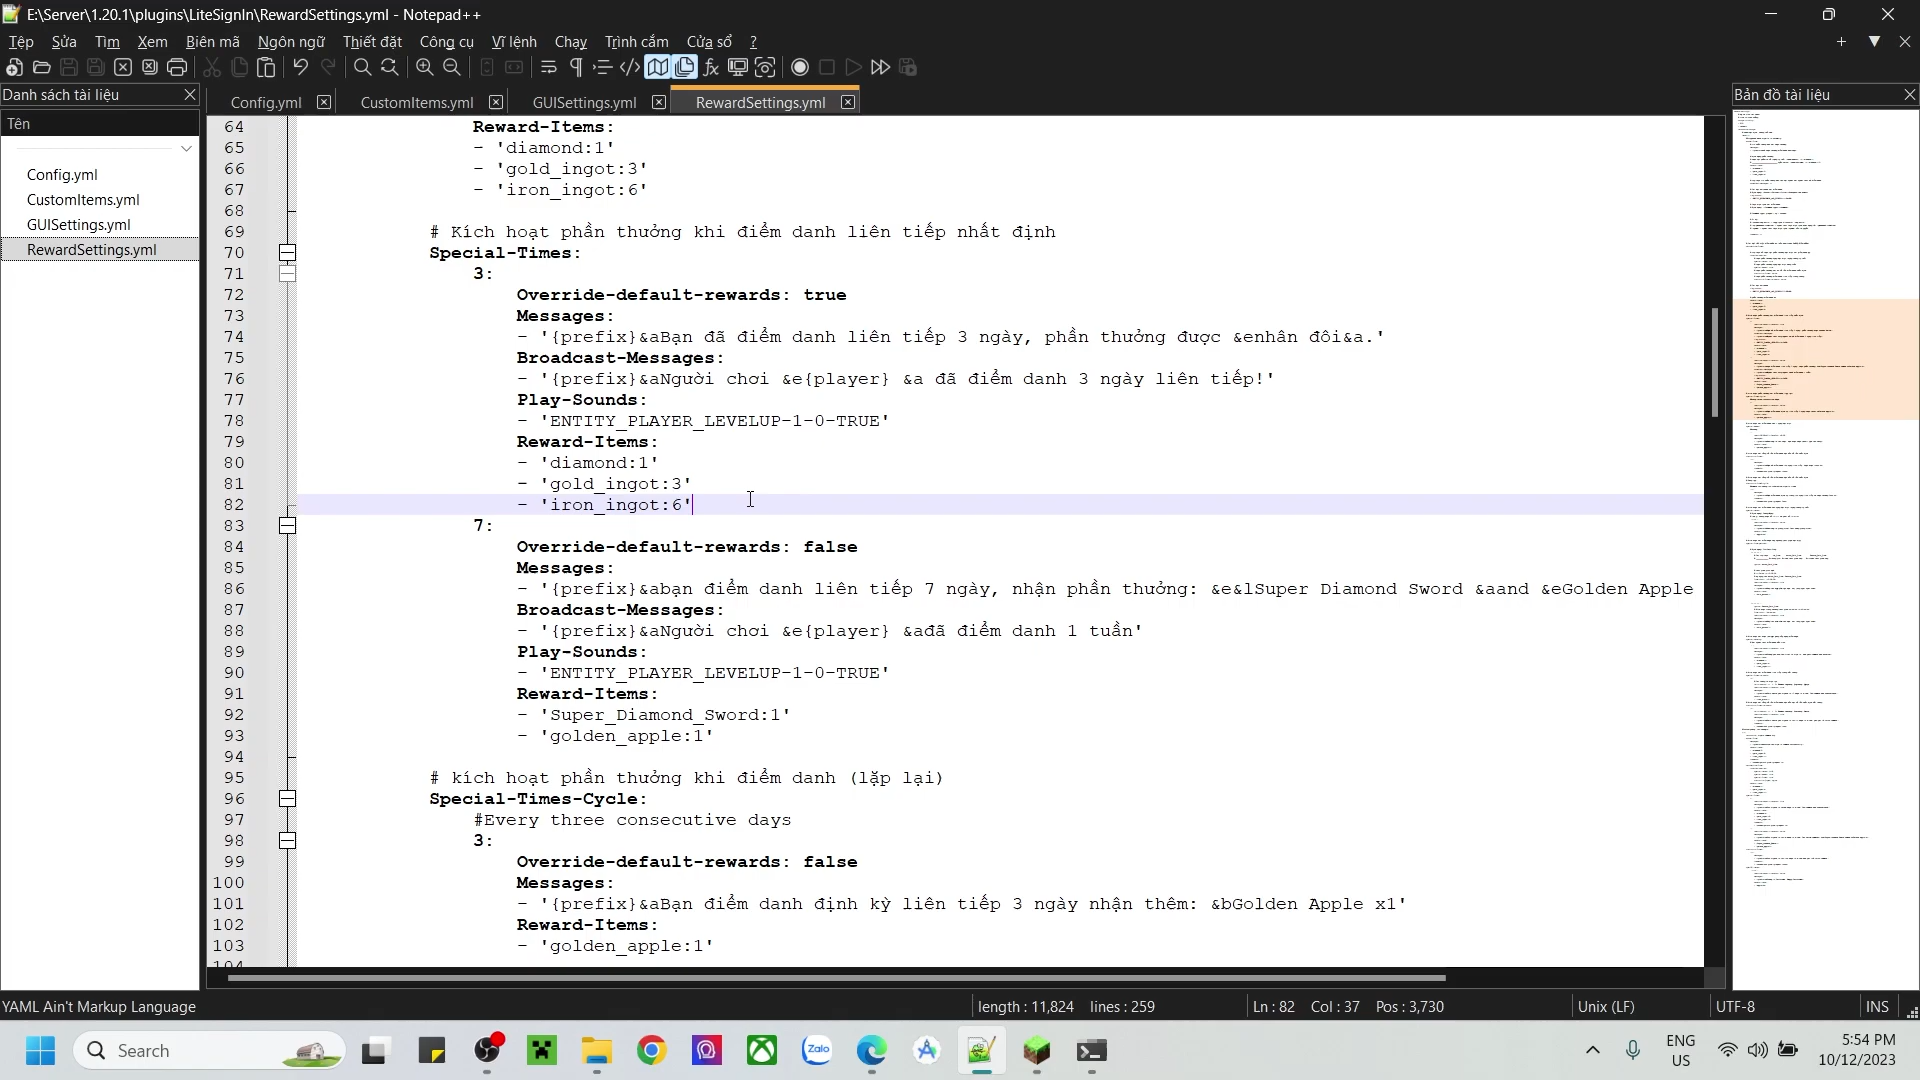 E:\Server\1.20.1\plugins\LiteSignIn\RewardSettings.yml - Notepad++
Tệp Sửa Tìm Xem Biên mã Ngôn ngữ Thiết đặt Công cụ Vĩ lệnh Chạy Trình cắm Cửa sổ ?
Danh sách tài liệu
Config.yml CustomItems.yml GUISettings.yml RewardSettings.yml
Bản đồ tài liệu
Tên
Config.yml
CustomItems.yml
GUISettings.yml
RewardSettings.yml
64 Reward-Items:
65 - 'diamond:1'
66 - 'gold_ingot:3'
67 - 'iron_ingot:6'
68
69 # Kích hoạt phần thưởng khi điểm danh liên tiếp nhất định
70 Special-Times:
71 3:
72 Override-default-rewards: true
73 Messages:
74 - '{prefix}&aBạn đã điểm danh liên tiếp 3 ngày, phần thưởng được &enhân đôi&a.'
75 Broadcast-Messages:
76 - '{prefix}&aNgười chơi &e{player} &a đã điểm danh 3 ngày liên tiếp!'
77 Play-Sounds:
78 - 'ENTITY_PLAYER_LEVELUP-1-0-TRUE'
79 Reward-Items:
80 - 'diamond:1'
81 - 'gold_ingot:3'
82 - 'iron_ingot:6'
83 7:
84 Override-default-rewards: false
85 Messages:
86 - '{prefix}&abạn điểm danh liên tiếp 7 ngày, nhận phần thưởng: &e&lSuper Diamond Sword &aand &eGolden Apple
87 Broadcast-Messages:
88 - '{prefix}&aNgười chơi &e{player} &ađã điểm danh 1 tuần'
89 Play-Sounds:
90 - 'ENTITY_PLAYER_LEVELUP-1-0-TRUE'
91 Reward-Items:
92 - 'Super_Diamond_Sword:1'
93 - 'golden_apple:1'
94
95 # kích hoạt phần thưởng khi điểm danh (lặp lại)
96 Special-Times-Cycle:
97 #Every three consecutive days
98 3:
99 Override-default-rewards: false
100 Messages:
101 - '{prefix}&aBạn điểm danh định kỳ liên tiếp 3 ngày nhận thêm: &bGolden Apple x1'
102 Reward-Items:
103 - 'golden_apple:1'
104
YAML Ain't Markup Language length : 11,824 lines : 259 Ln : 82 Col : 37 Pos : 3,730 Unix (LF) UTF-8 INS
Search
Zalo
ENG
US
5:54 PM
10/12/2023